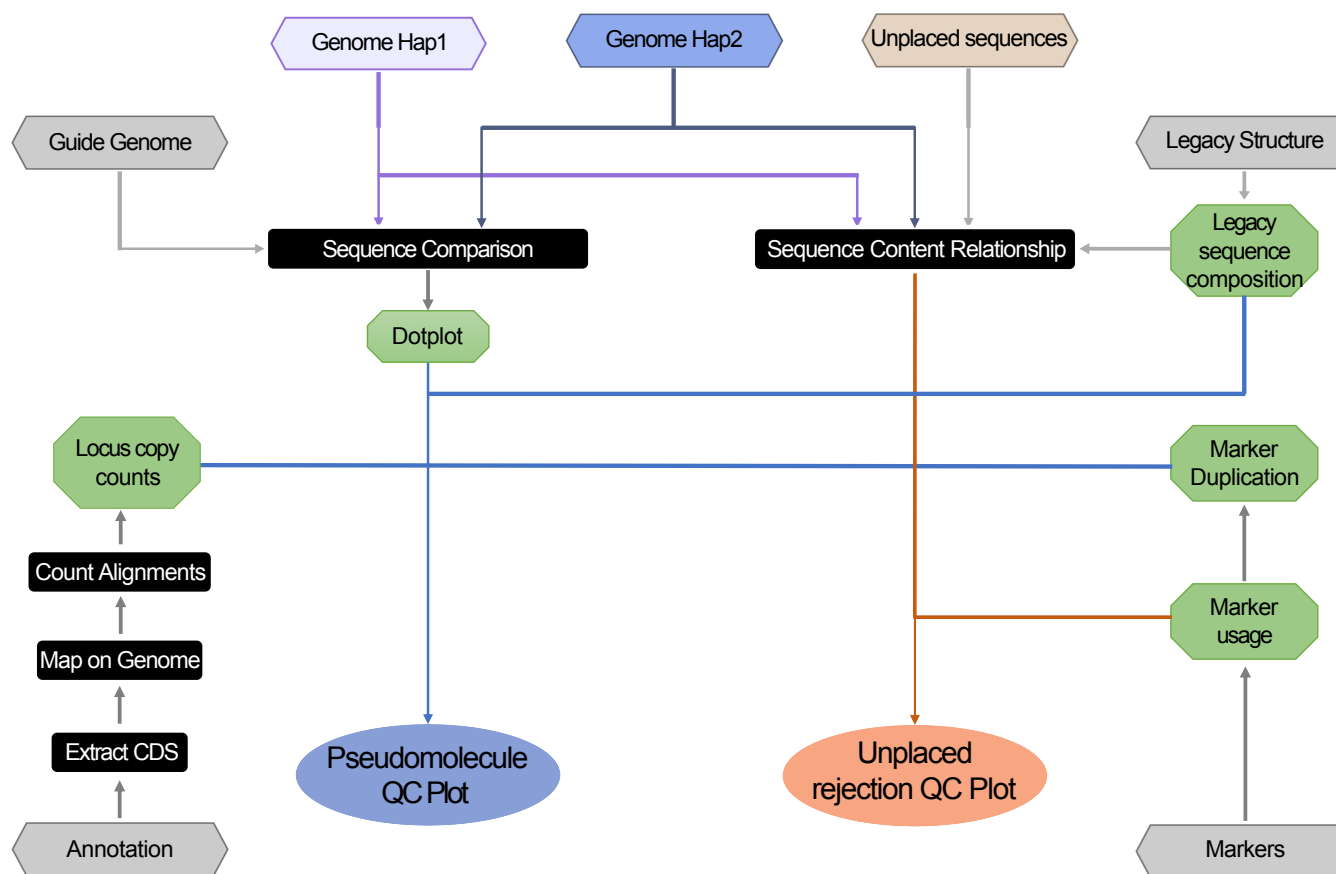 Genome Hap1
Genome Hap2
Unplaced sequences
Guide Genome
Legacy Structure
Sequence Comparison
Sequence Content Relationship
Legacy
sequence
composition
Dotplot
Locus copy
counts
Marker
Duplication
Count Alignments
Marker
usage
Map on Genome
Extract CDS
Pseudomolecule
QC Plot
Unplaced
rejection QC Plot
Annotation
Markers